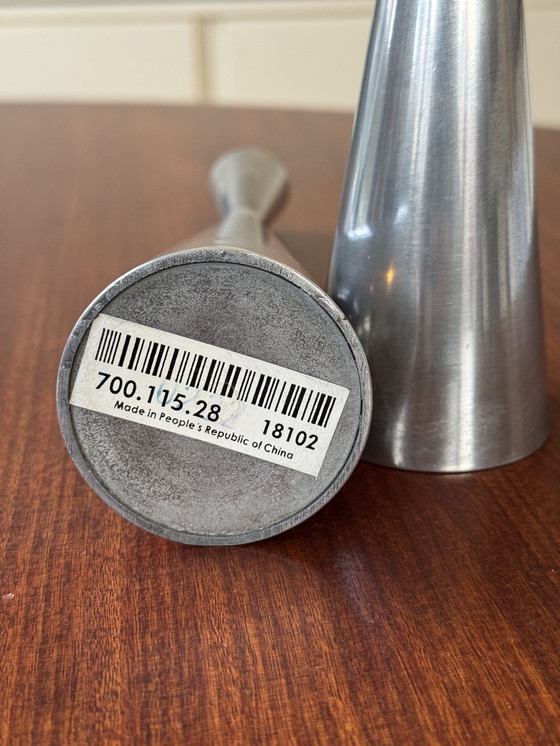 700.115.28 18102
Made in People's Republic of China